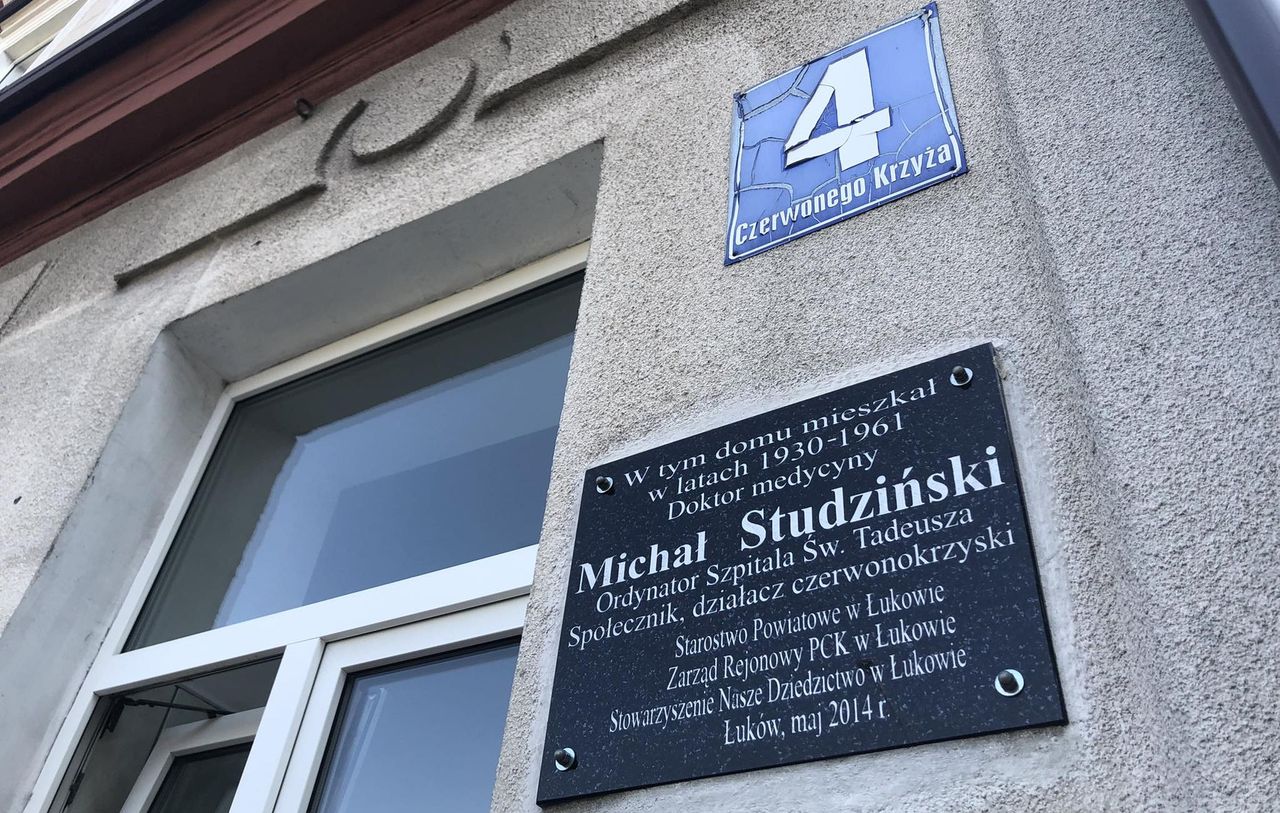 4
Czerwonego Krzyża
W tym domu mieszkał
w latach 1930-1961
Doktor medycyny
Michał Studziński
Ordynator Szpitala Św. Tadeusza
Społecznik, działacz czerwonokrzyski
Starostwo Powiatowe w Łukowie
Zarząd Rejonowy PCK w Łukowie
Stowarzyszenie Nasze Dziedzictwo w Łukowie
Łuków, maj 2014 r.